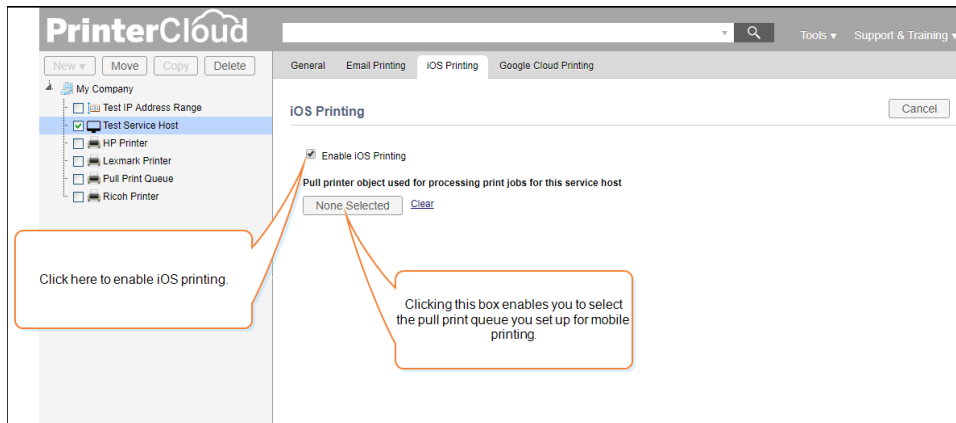 PrinterCloud
Tools ▾ Support & Training ▾
New ▾ Move Copy Delete
General Email Printing iOS Printing Google Cloud Printing
My Company
Test IP Address Range
Test Service Host
HP Printer
Lexmark Printer
Pull Print Queue
Ricoh Printer
iOS Printing
Cancel
Enable iOS Printing
Pull printer object used for processing print jobs for this service host
None Selected Clear
Click here to enable iOS printing.
Clicking this box enables you to select
the pull print queue you set up for mobile
printing.